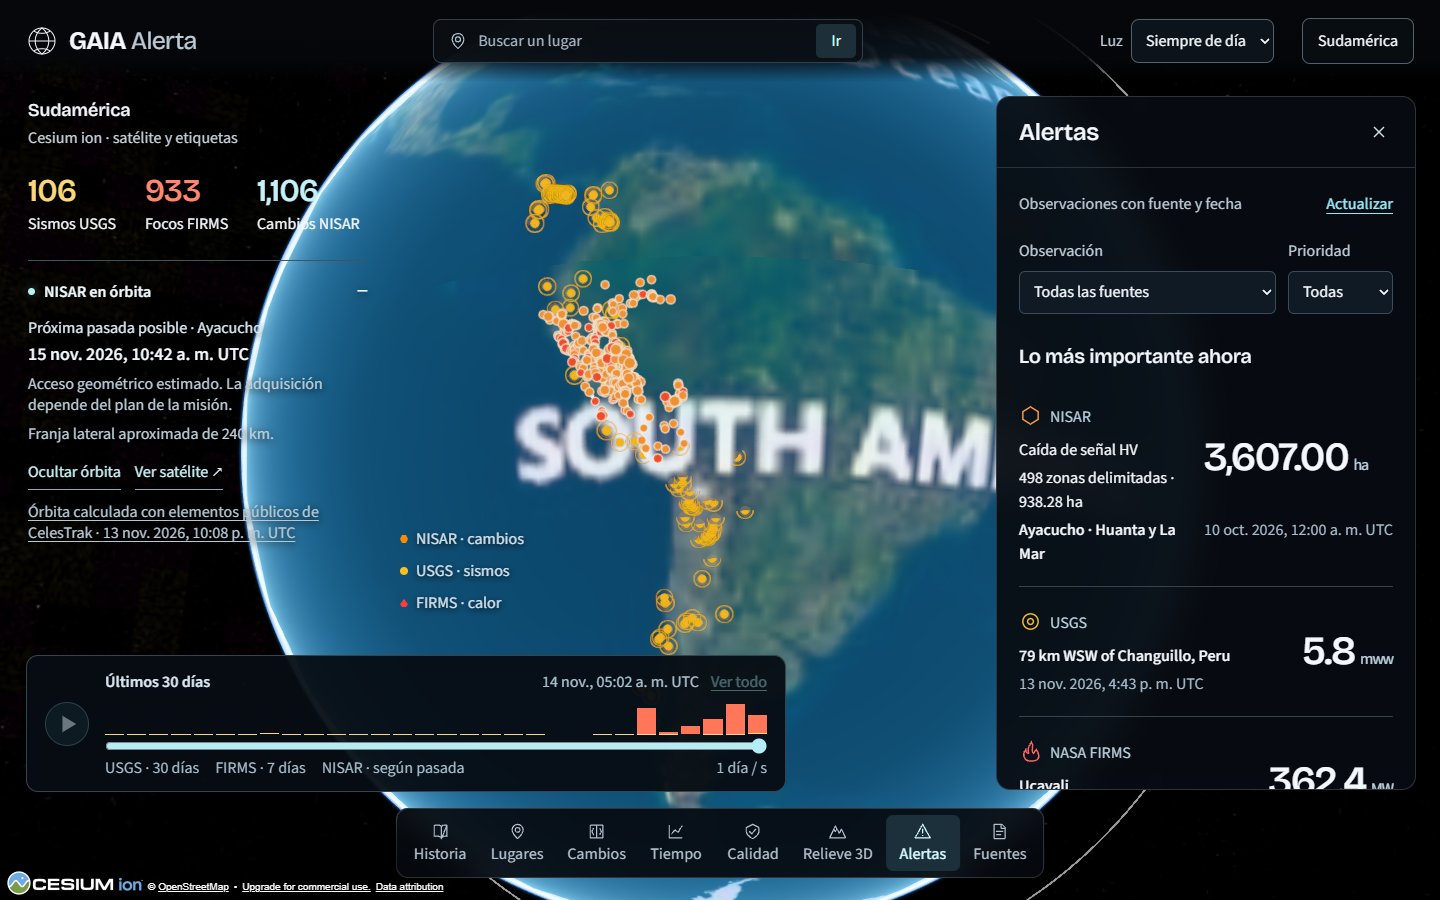 GAIA Alerta
Buscar un lugar
Ir
Luz
Siempre de día
Sudamérica
Sudamérica
Cesium ion · satélite y etiquetas
106
Sismos USGS
933
Focos FIRMS
1,106
Cambios NISAR
NISAR en órbita
Próxima pasada posible · Ayacucho
15 nov. 2026, 10:42 a. m. UTC
Acceso geométrico estimado. La adquisición
depende del plan de la misión.
Franja lateral aproximada de 240 km.
Ocultar órbita
Ver satélite ↗
Órbita calculada con elementos públicos de
CelesTrak · 13 nov. 2026, 10:08 p. m. UTC
SOUTH AM
NISAR · cambios
USGS · sismos
FIRMS · calor
Últimos 30 días
14 nov., 05:02 a. m. UTC
Ver todo
USGS · 30 días
FIRMS · 7 días
NISAR · según pasada
1 día / s
Alertas
Observaciones con fuente y fecha
Actualizar
Observación
Prioridad
Todas las fuentes
Todas
Lo más importante ahora
NISAR
Caída de señal HV
498 zonas delimitadas ·
938.28 ha
3,607.00 ha
Ayacucho · Huanta y La
Mar
10 oct. 2026, 12:00 a. m. UTC
USGS
79 km WSW of Changuillo, Peru
5.8 mww
13 nov. 2026, 4:43 p. m. UTC
NASA FIRMS
Ucayali
362.4 MW
Historia
Lugares
Cambios
Tiempo
Calidad
Relieve 3D
Alertas
Fuentes
CESIUM ion
© OpenStreetMap • Upgrade for commercial use. Data attribution